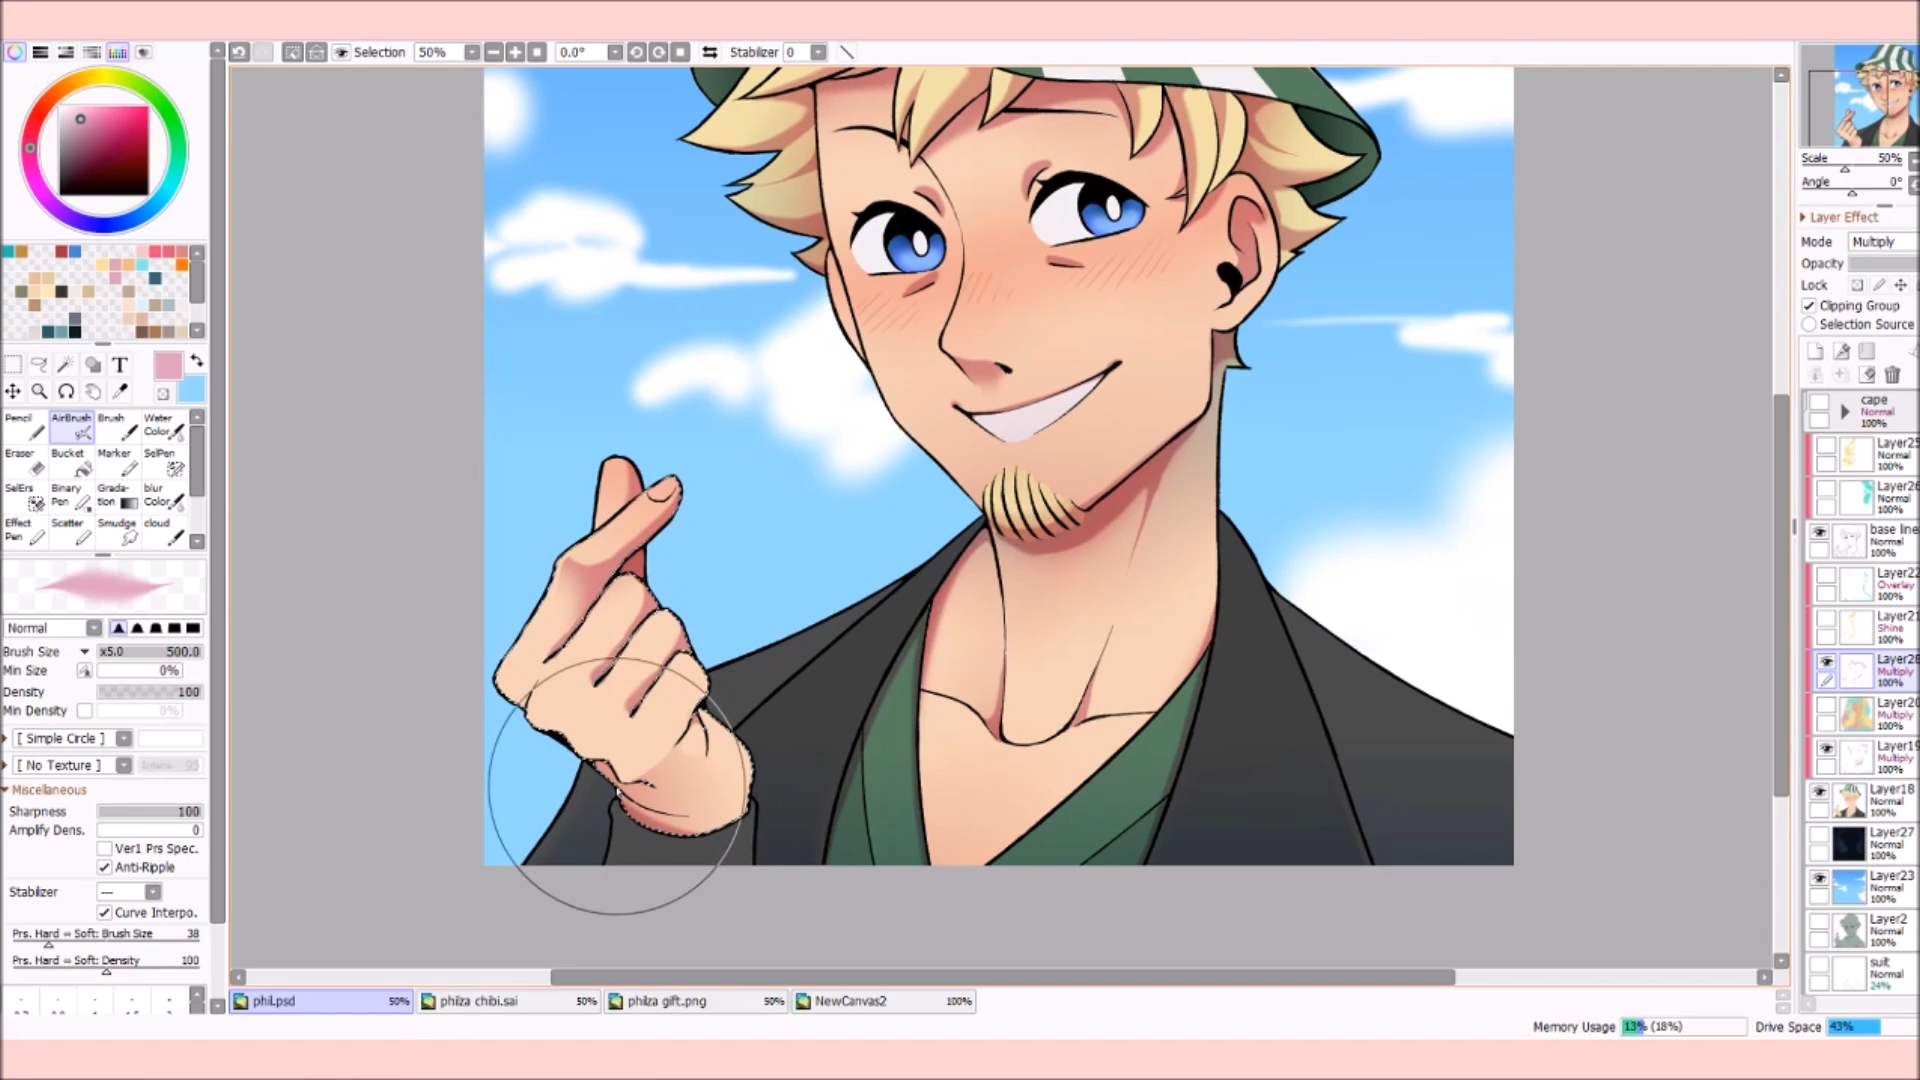 Selection 50% 0.0° Stabilizer 0
Scale 50%
Angle 0°
Layer Effect
Mode Multiply
Opacity
Lock
Clipping Group
Selection Source
T
Pencil AirBrush Brush Water Color
Eraser Bucket Marker SelPen
SelErs Binary Pen Grada-tion blur Color
Effect Pen Scatter Smudge cloud
Normal
Brush Size x5.0 500.0
Min Size 0%
Density 100
Min Density 0%
[ Simple Circle ]
[ No Texture ] 95
Miscellaneous
Sharpness 100
Amplify Dens. 0
Ver1 Prs Spec.
Anti-Ripple
Stabilizer ---
Curve Interpo.
Prs. Hard ⇔ Soft: Brush Size 38
Prs. Hard ⇔ Soft: Density 100
cape
Normal
100%
Layer25
Normal
100%
Layer26
Normal
100%
base line
Normal
100%
Layer22
Overlay
100%
Layer21
Shine
100%
Layer28
Multiply
100%
Layer20
Multiply
100%
Layer19
Multiply
100%
Layer18
Normal
100%
Layer27
Normal
100%
Layer23
Normal
100%
Layer2
Normal
100%
suit
Normal
24%
phil.psd 50% philza chibi.sai 50% philza gift.png 50% NewCanvas2 100%
Memory Usage 13% (18%) Drive Space 43%